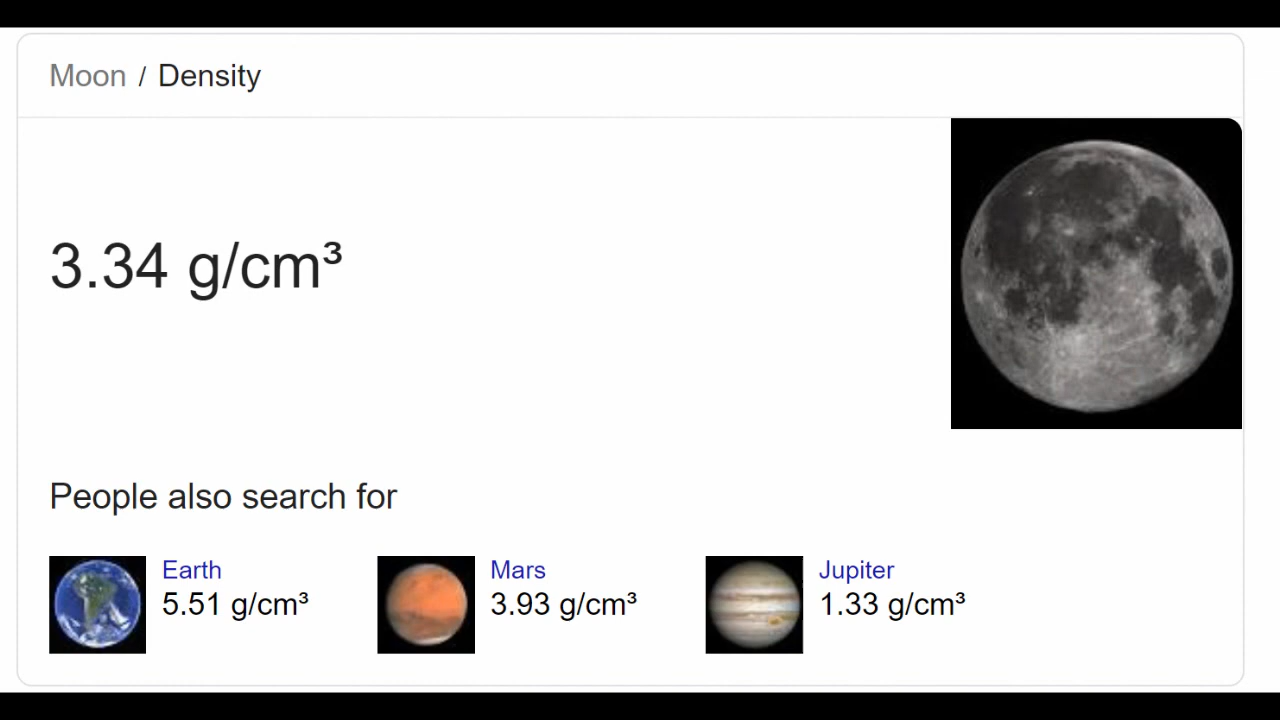 Moon / Density
3.34 g/cm³
People also search for
Earth
5.51 g/cm³
Mars
3.93 g/cm³
Jupiter
1.33 g/cm³